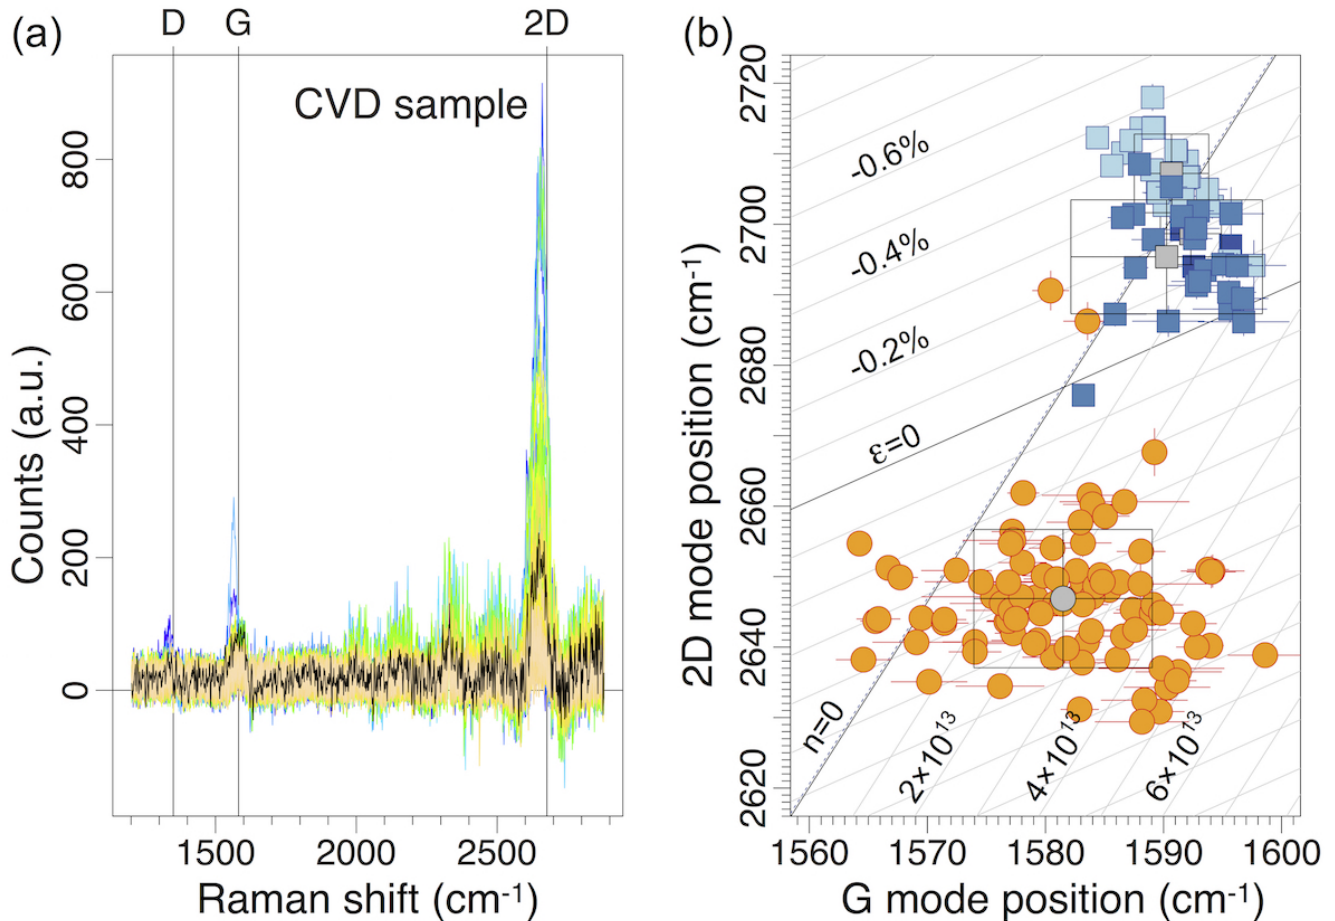 (a)
D G 2D
CVD sample
Counts (a.u.)
800
600
400
200
0
1500 2000 2500
Raman shift (cm⁻¹)
(b)
2D mode position (cm⁻¹)
2720
2700
2680
2660
2640
2620
-0.6%
-0.4%
-0.2%
ε=0
n=0
2×10¹³
4×10¹³
6×10¹³
1560 1570 1580 1590 1600
G mode position (cm⁻¹)